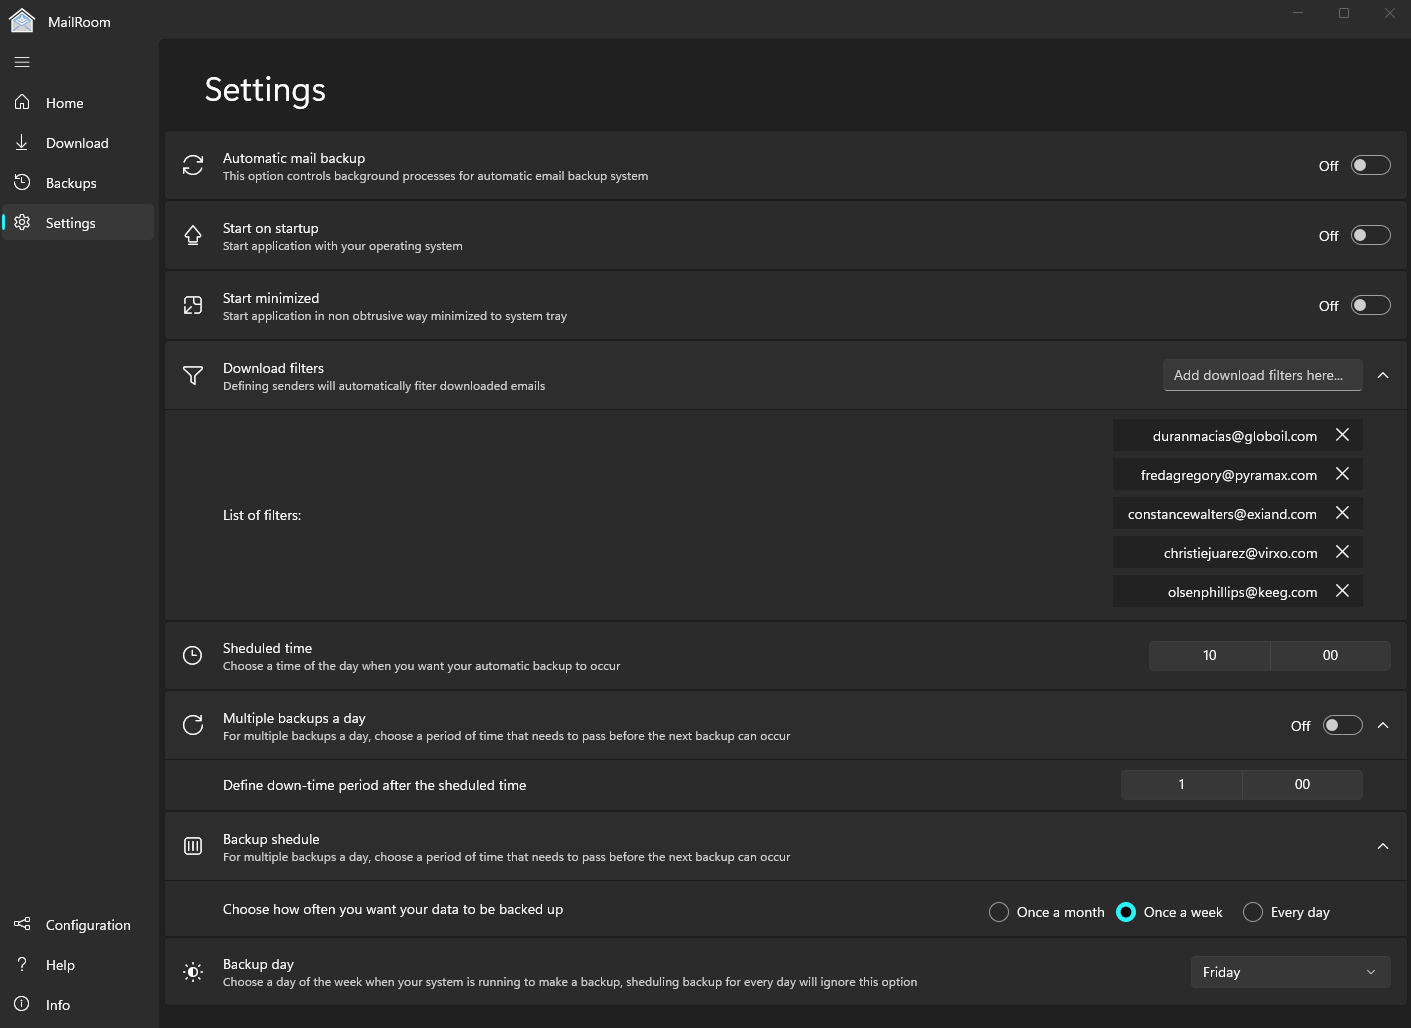 MailRoom
Home
Download
Backups
Settings
Configuration
Help
Info
Settings
Automatic mail backup
This option controls background processes for automatic email backup system
Off
Start on startup
Start application with your operating system
Off
Start minimized
Start application in non obtrusive way minimized to system tray
Off
Download filters
Defining senders will automatically fiter downloaded emails
Add download filters here...
List of filters:
duranmacias@globoil.com
fredagregory@pyramax.com
constancewalters@exiand.com
christiejuarez@virxo.com
olsenphillips@keeg.com
Sheduled time
Choose a time of the day when you want your automatic backup to occur
10 00
Multiple backups a day
For multiple backups a day, choose a period of time that needs to pass before the next backup can occur
Off
Define down-time period after the sheduled time
1 00
Backup shedule
For multiple backups a day, choose a period of time that needs to pass before the next backup can occur
Choose how often you want your data to be backed up
Once a month Once a week Every day
Backup day
Choose a day of the week when your system is running to make a backup, sheduling backup for every day will ignore this option
Friday